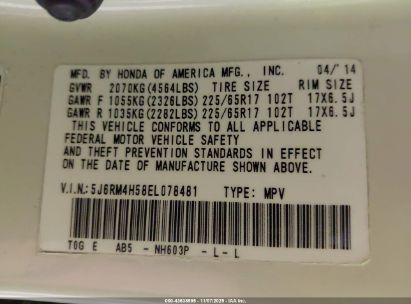 MFD. BY HONDA OF AMERICA MFG., INC. 04/'14
GVWR 2070KG(4564LBS) TIRE SIZE RIM SIZE
GAWR F 1055KG(2326LBS) 225/65R17 102T 17X6.5J
GAWR R 1035KG(2282LBS) 225/65R17 102T 17X6.5J
THIS VEHICLE CONFORMS TO ALL APPLICABLE
FEDERAL MOTOR VEHICLE SAFETY
AND THEFT PREVENTION STANDARDS IN EFFECT
ON THE DATE OF MANUFACTURE SHOWN ABOVE.
V.I.N.:5J6RM4H58EL078481 TYPE: MPV
T0G E AB5 - NH603P - L - L
11/07/2025